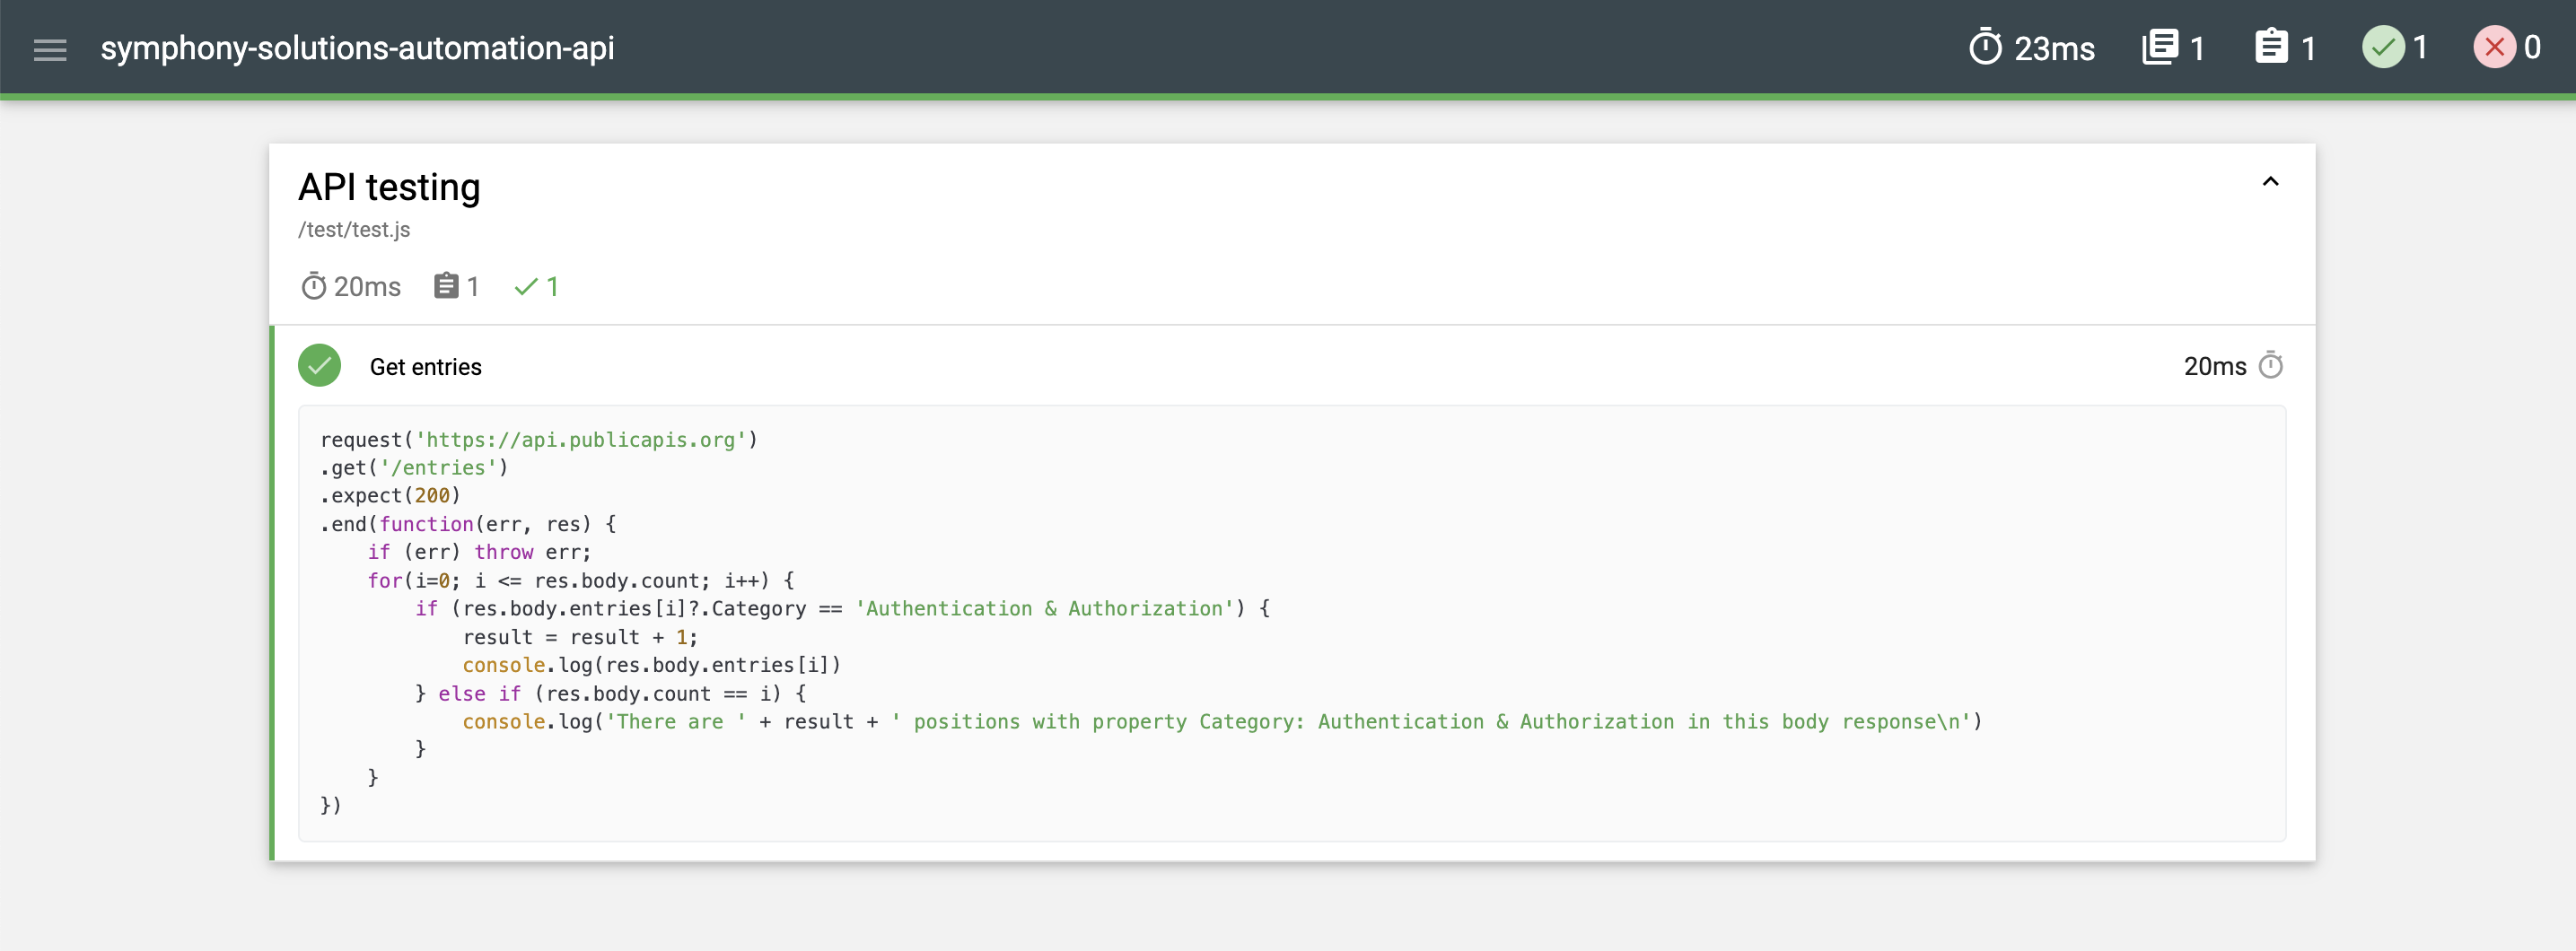 symphony-solutions-automation-api 23ms 1 1 1 0
API testing
/test/test.js
20ms 1 1
Get entries 20ms
request('https://api.publicapis.org')
.get('/entries')
.expect(200)
.end(function(err, res) {
    if (err) throw err;
    for(i=0; i <= res.body.count; i++) {
        if (res.body.entries[i]?.Category == 'Authentication & Authorization') {
            result = result + 1;
            console.log(res.body.entries[i])
        } else if (res.body.count == i) {
            console.log('There are ' + result + ' positions with property Category: Authentication & Authorization in this body response\n')
        }
    }
})